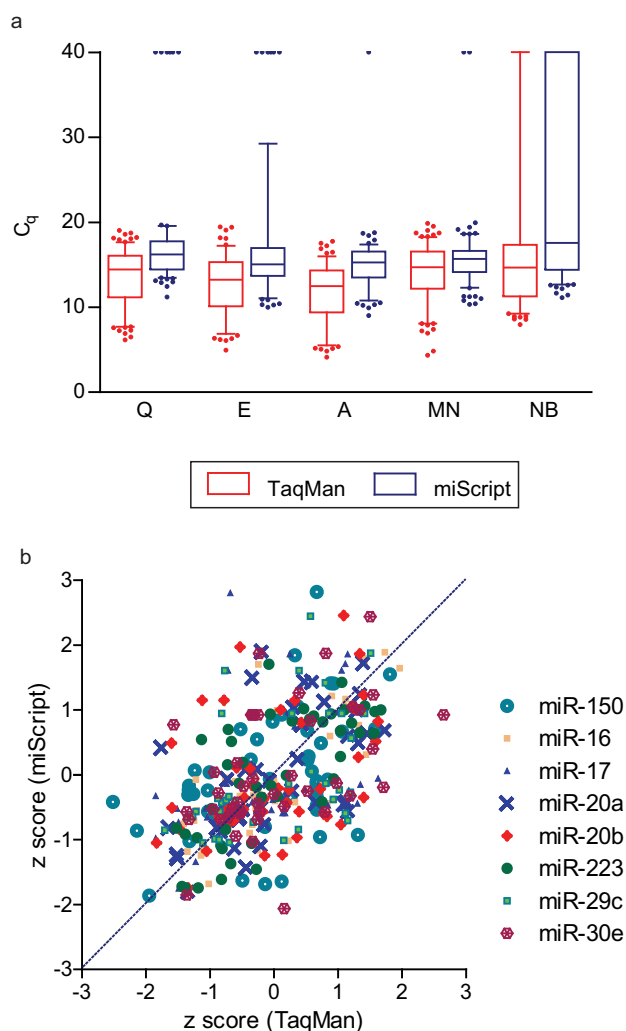 a
40
30
20
10
0
Cq
Q E A MN NB
TaqMan miScript
b
3
2
1
0
-1
-2
-3
z score (miScript)
-3 -2 -1 0 1 2 3
z score (TaqMan)
miR-150
miR-16
miR-17
miR-20a
miR-20b
miR-223
miR-29c
miR-30e